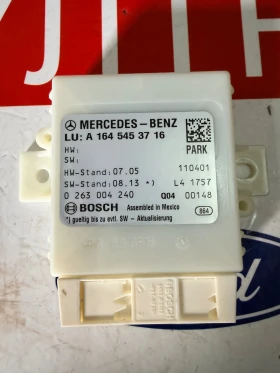 MERCEDES-BENZ
LU: A 164 545 37 16
HW: PARK
SW:
HW-Stand: 07.05 110401
SW-Stand: 08.13 *) L4 1757
0 263 004 240 Q04 00148
BOSCH Assembled in Mexico 864
*) gueltig bis zu evtl. SW - Aktualisierung